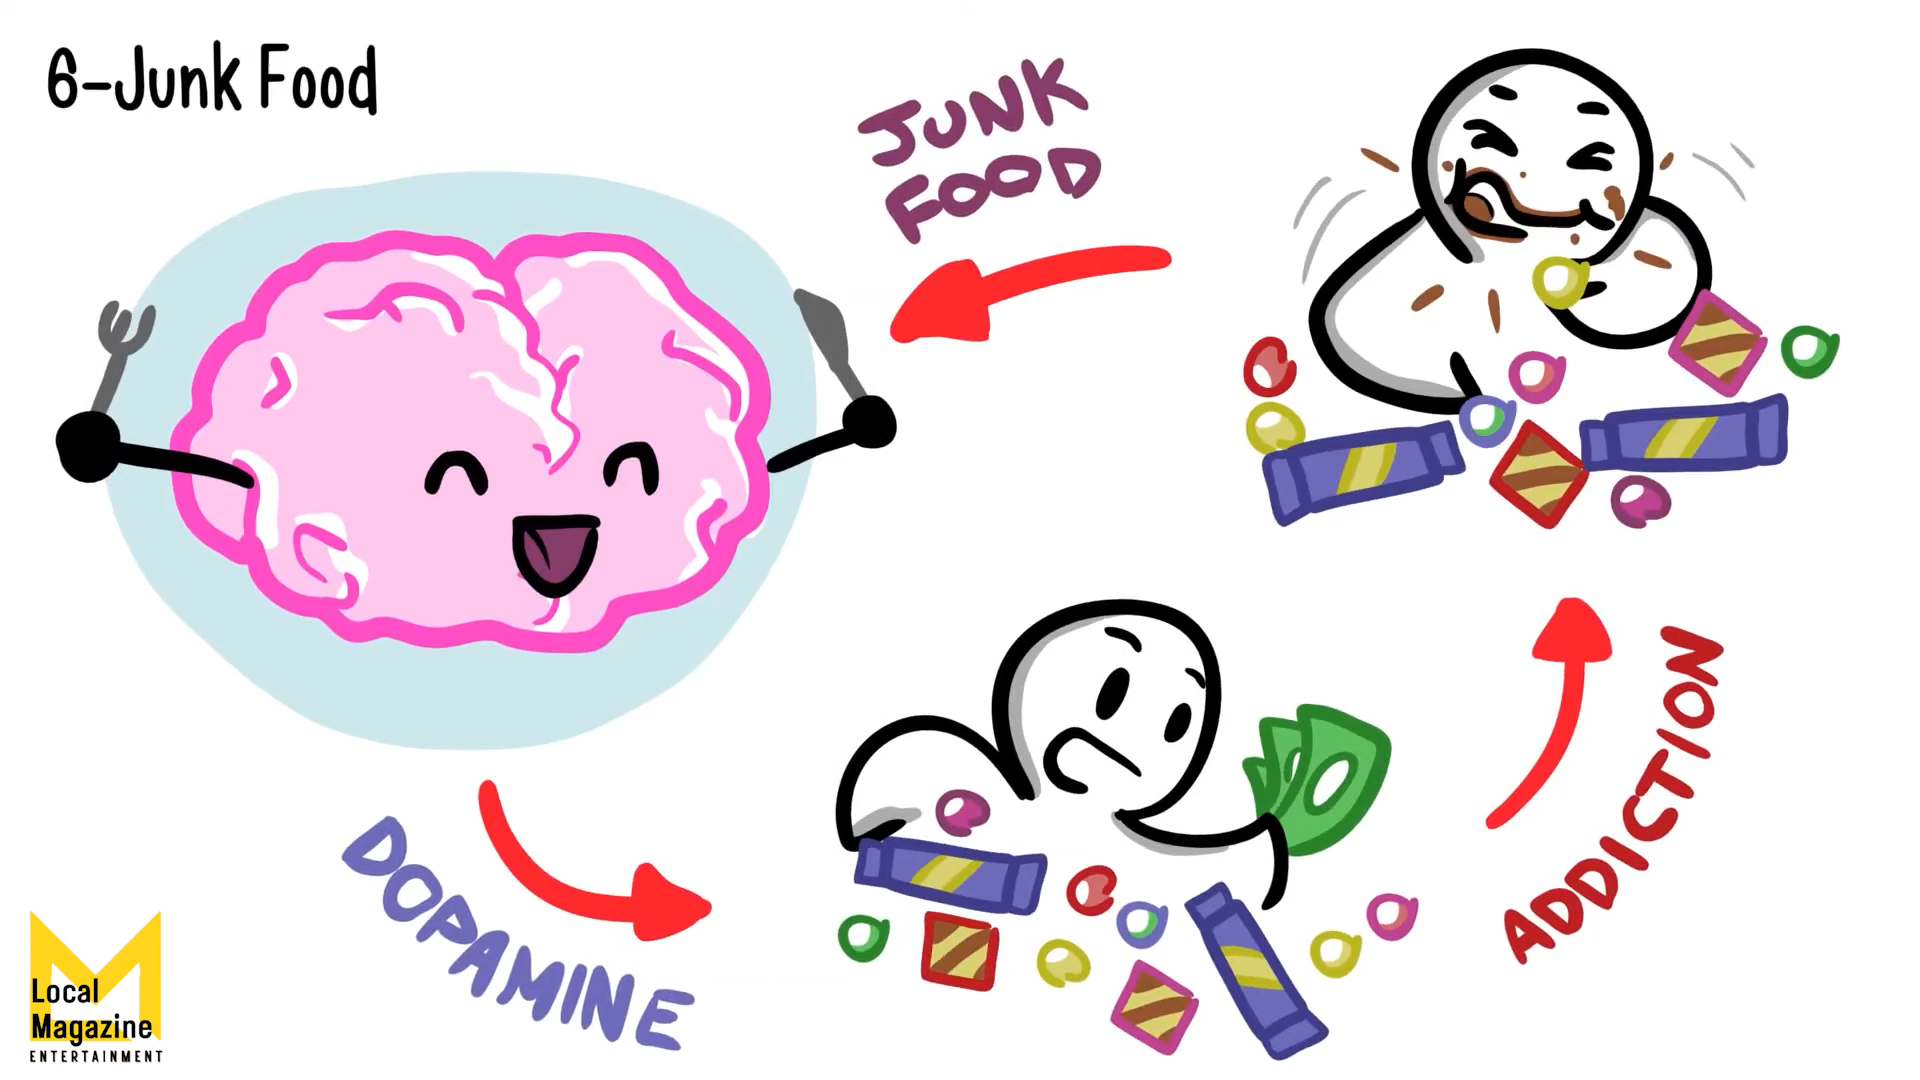 6-Junk Food
JUNK
FOOD
ADDICTION
DOPAMINE
Local
Magazine
ENTERTAINMENT